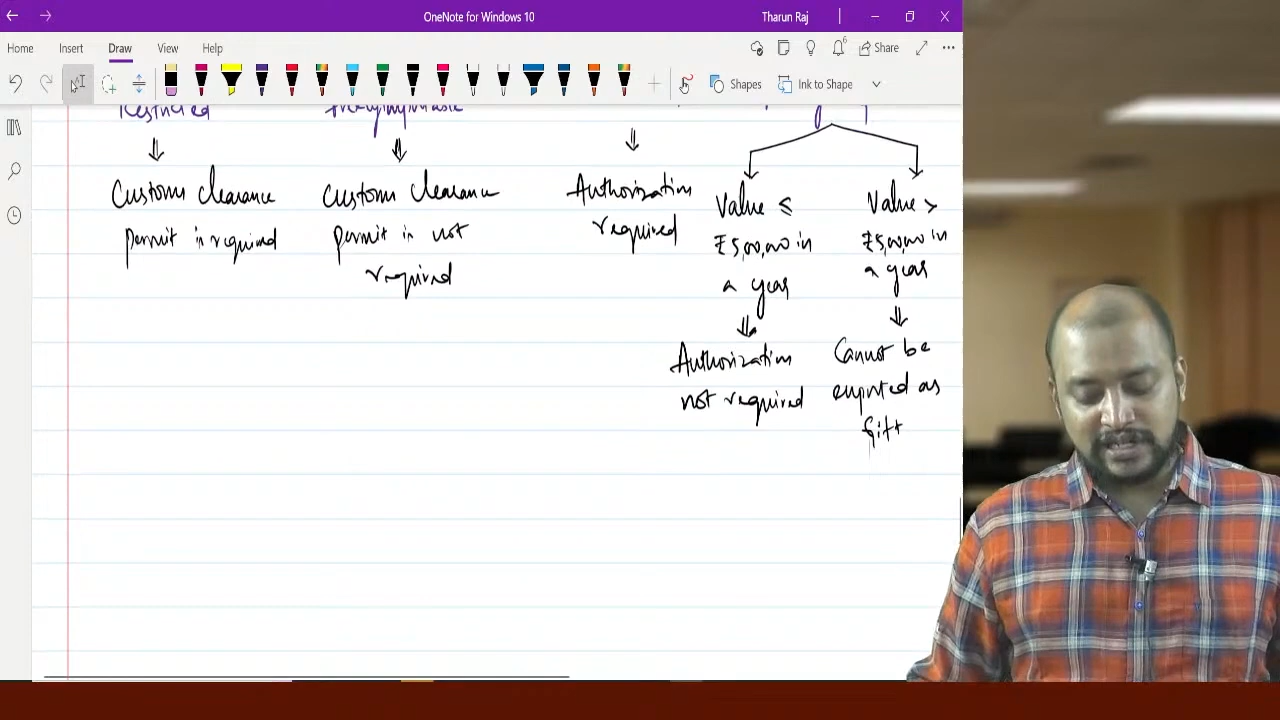 OneNote for Windows 10
Tharun Raj
Home Insert Draw View Help
Share
Shapes
Ink to Shape
Restricted
Custom clearance
permit is required
Custom clearance
permit is not
required
Authorization
required
Value ≤
₹5,00,000 in
a year
Authorization
not required
Value >
₹5,00,000 in
a year
Cannot be
exported as
Gift